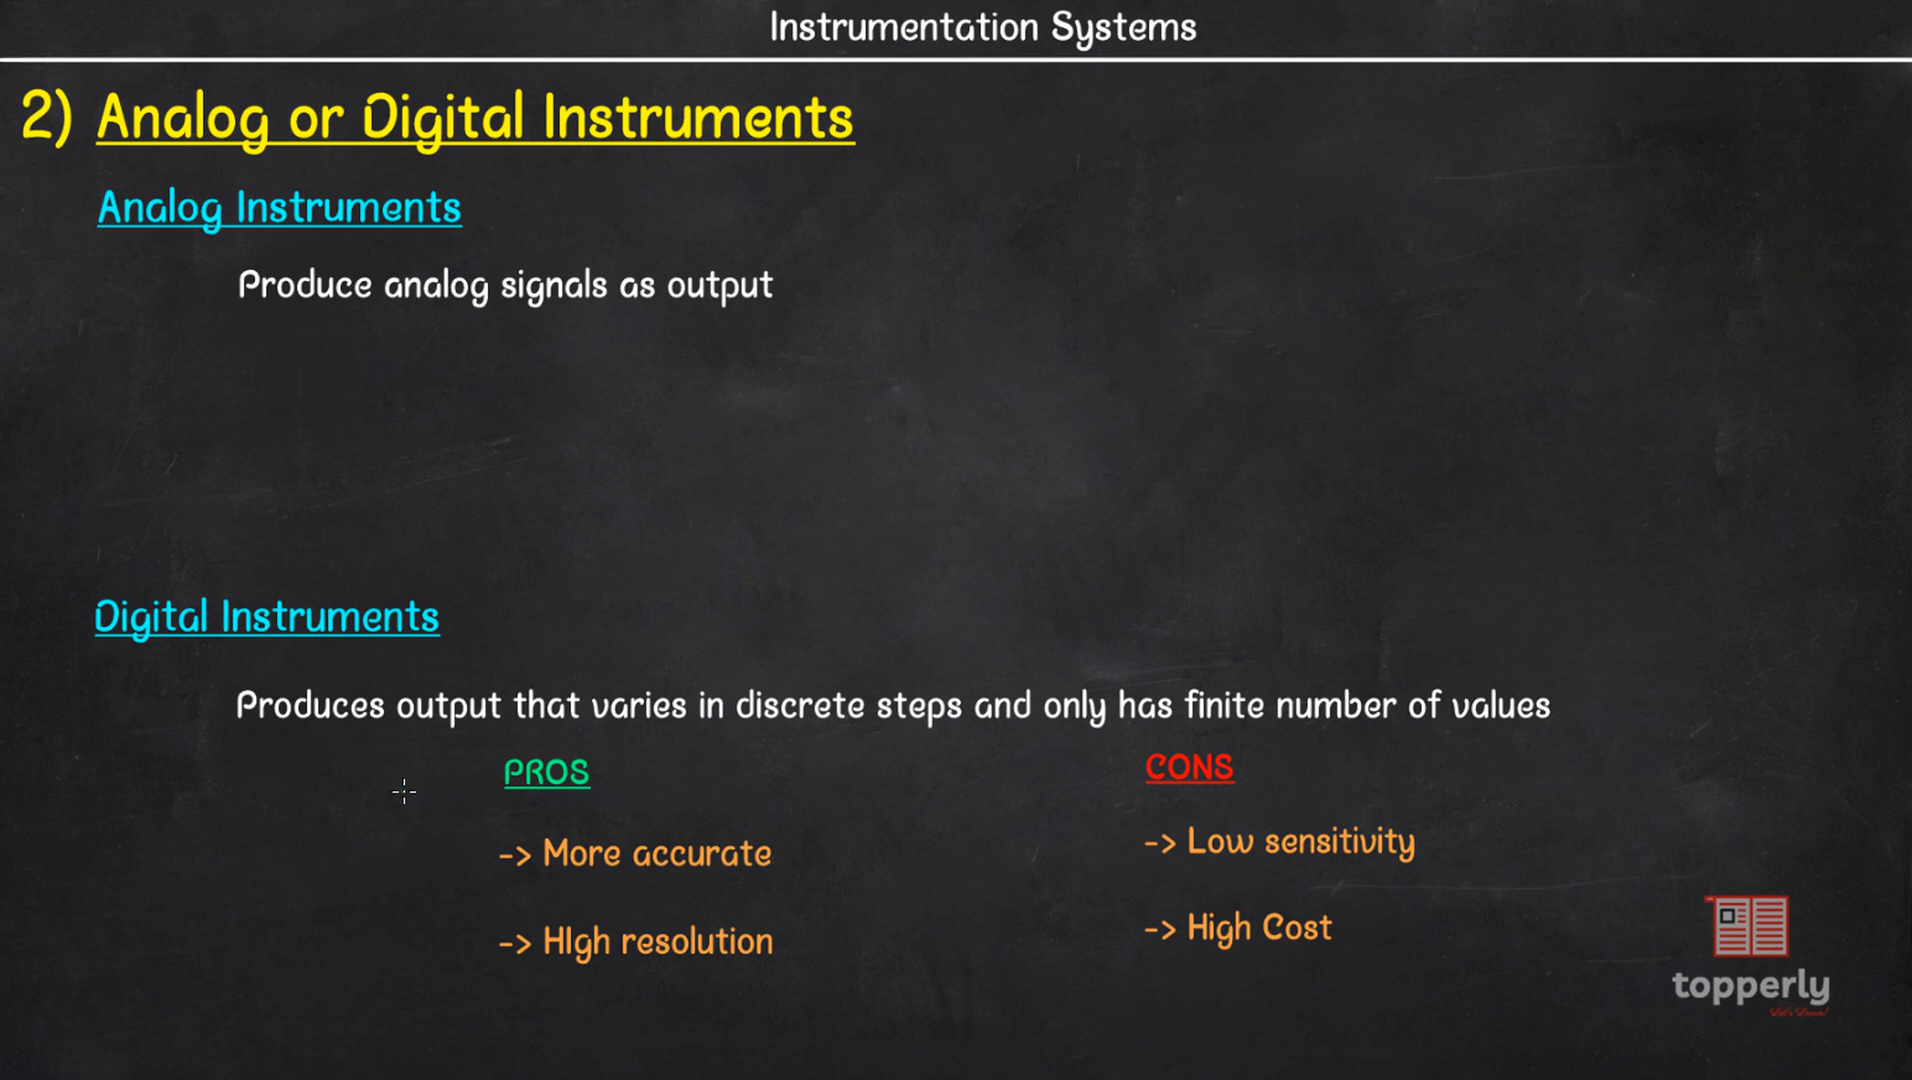 Instrumentation Systems
2) Analog or Digital Instruments
Analog Instruments
Produce analog signals as output
Digital Instruments
Produces output that varies in discrete steps and only has finite number of values
PROS
-> More accurate
-> HIgh resolution
CONS
-> Low sensitivity
-> High Cost
topperly
Let's Learn!